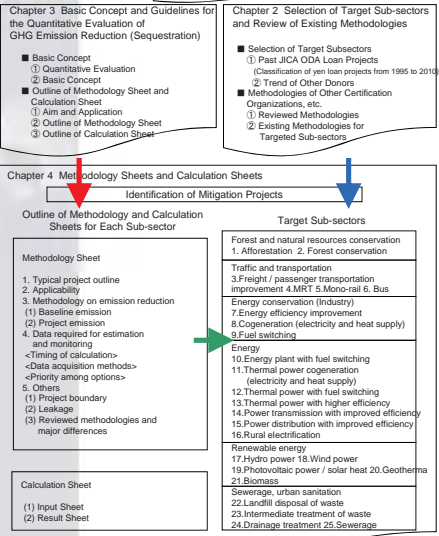 Chapter 3 Basic Concept and Guidelines for
the Quantitative Evaluation of
GHG Emission Reduction (Sequestration)
■ Basic Concept
① Quantitative Evaluation
② Basic Concept
■ Outline of Methodology Sheet and
Calculation Sheet
① Aim and Application
② Outline of Methodology Sheet
③ Outline of Calculation Sheet
Chapter 2 Selection of Target Sub-sectors
and Review of Existing Methodologies
■ Selection of Target Subsectors
① Past JICA ODA Loan Projects
(Classification of yen loan projects from 1995 to 2010)
② Trend of Other Donors
■ Methodologies of Other Certification
Organizations, etc.
① Reviewed Methodologies
② Existing Methodologies for
Targeted Sub-sectors
Chapter 4 Methodology Sheets and Calculation Sheets
Identification of Mitigation Projects
Outline of Methodology and Calculation
Sheets for Each Sub-sector
Methodology Sheet
1. Typical project outline
2. Applicability
3. Methodology on emission reduction
(1) Baseline emission
(2) Project emission
4. Data required for estimation
and monitoring
<Timing of calculation>
<Data acquisition methods>
<Priority among options>
5. Others
(1) Project boundary
(2) Leakage
(3) Reviewed methodologies and
major differences
Calculation Sheet
(1) Input Sheet
(2) Result Sheet
Target Sub-sectors
Forest and natural resources conservation
1. Afforestation 2. Forest conservation
Traffic and transportation
3.Freight / passenger transportation
improvement 4.MRT 5.Mono-rail 6. Bus
Energy conservation (Industry)
7.Energy efficiency improvement
8.Cogeneration (electricity and heat supply)
9.Fuel switching
Energy
10.Energy plant with fuel switching
11.Thermal power cogeneration
(electricity and heat supply)
12.Thermal power with fuel switching
13.Thermal power with higher efficiency
14.Power transmission with improved efficiency
15.Power distribution with improved efficiency
16.Rural electrification
Renewable energy
17.Hydro power 18.Wind power
19.Photovoltaic power / solar heat 20.Geotherma
21.Biomass
Sewerage, urban sanitation
22.Landfill disposal of waste
23.Intermediate treatment of waste
24.Drainage treatment 25.Sewerage